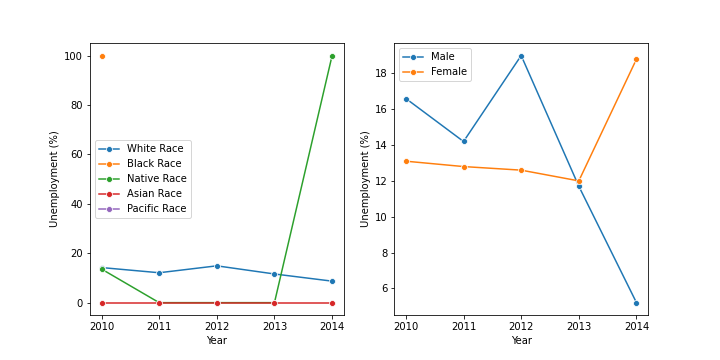 100
80
60
40
20
0
Unemployment (%)
White Race
Black Race
Native Race
Asian Race
Pacific Race
2010 2011 2012 2013 2014
Year
18
16
14
12
10
8
6
Unemployment (%)
Male
Female
2010 2011 2012 2013 2014
Year